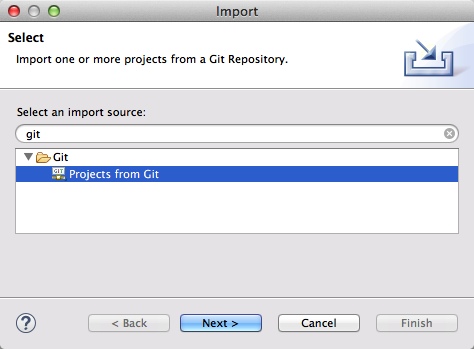 Import
Select
Import one or more projects from a Git Repository.
Select an import source:
git
Git
GIT Projects from Git
? < Back Next > Cancel Finish